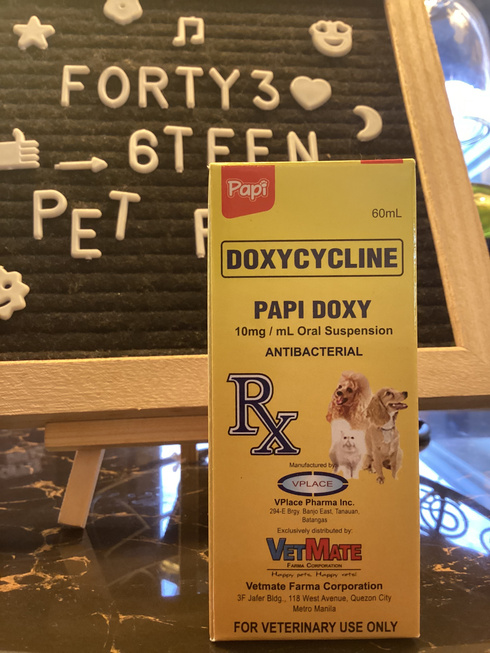 FORTY3
6TEEN
PET
Papi
60mL
DOXYCYCLINE
PAPI DOXY
10mg / mL Oral Suspension
ANTIBACTERIAL
Rx
Manufactured by:
VPLACE
VPlace Pharma Inc.
294-E Brgy. Banjo East, Tanauan,
Batangas
Exclusively distributed by:
VETMATE
FARMA CORPORATION
Happy pets, Happy vets!
Vetmate Farma Corporation
3F Jafer Bldg., 118 West Avenue, Quezon City
Metro Manila
FOR VETERINARY USE ONLY